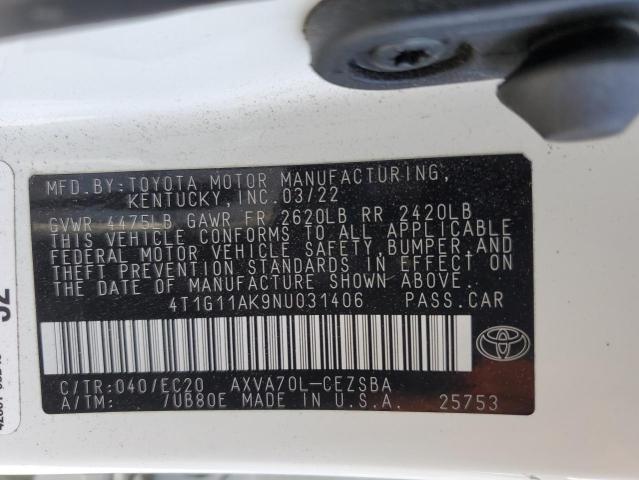 MFD.BY:TOYOTA MOTOR MANUFACTURING,
KENTUCKY,INC.03/22
GVWR 4475LB GAWR FR 2620LB RR 2420LB
THIS VEHICLE CONFORMS TO ALL APPLICABLE
FEDERAL MOTOR VEHICLE SAFETY, BUMPER,AND
THEFT PREVENTION STANDARDS IN EFFECT ON
THE DATE OF MANUFACTURE SHOWN ABOVE.
4T1G11AK9NU031406 PASS.CAR
C/TR:040/EC20 AXVA70L-CEZSBA
A/TM: /UB80E MADE IN U.S.A. 25753